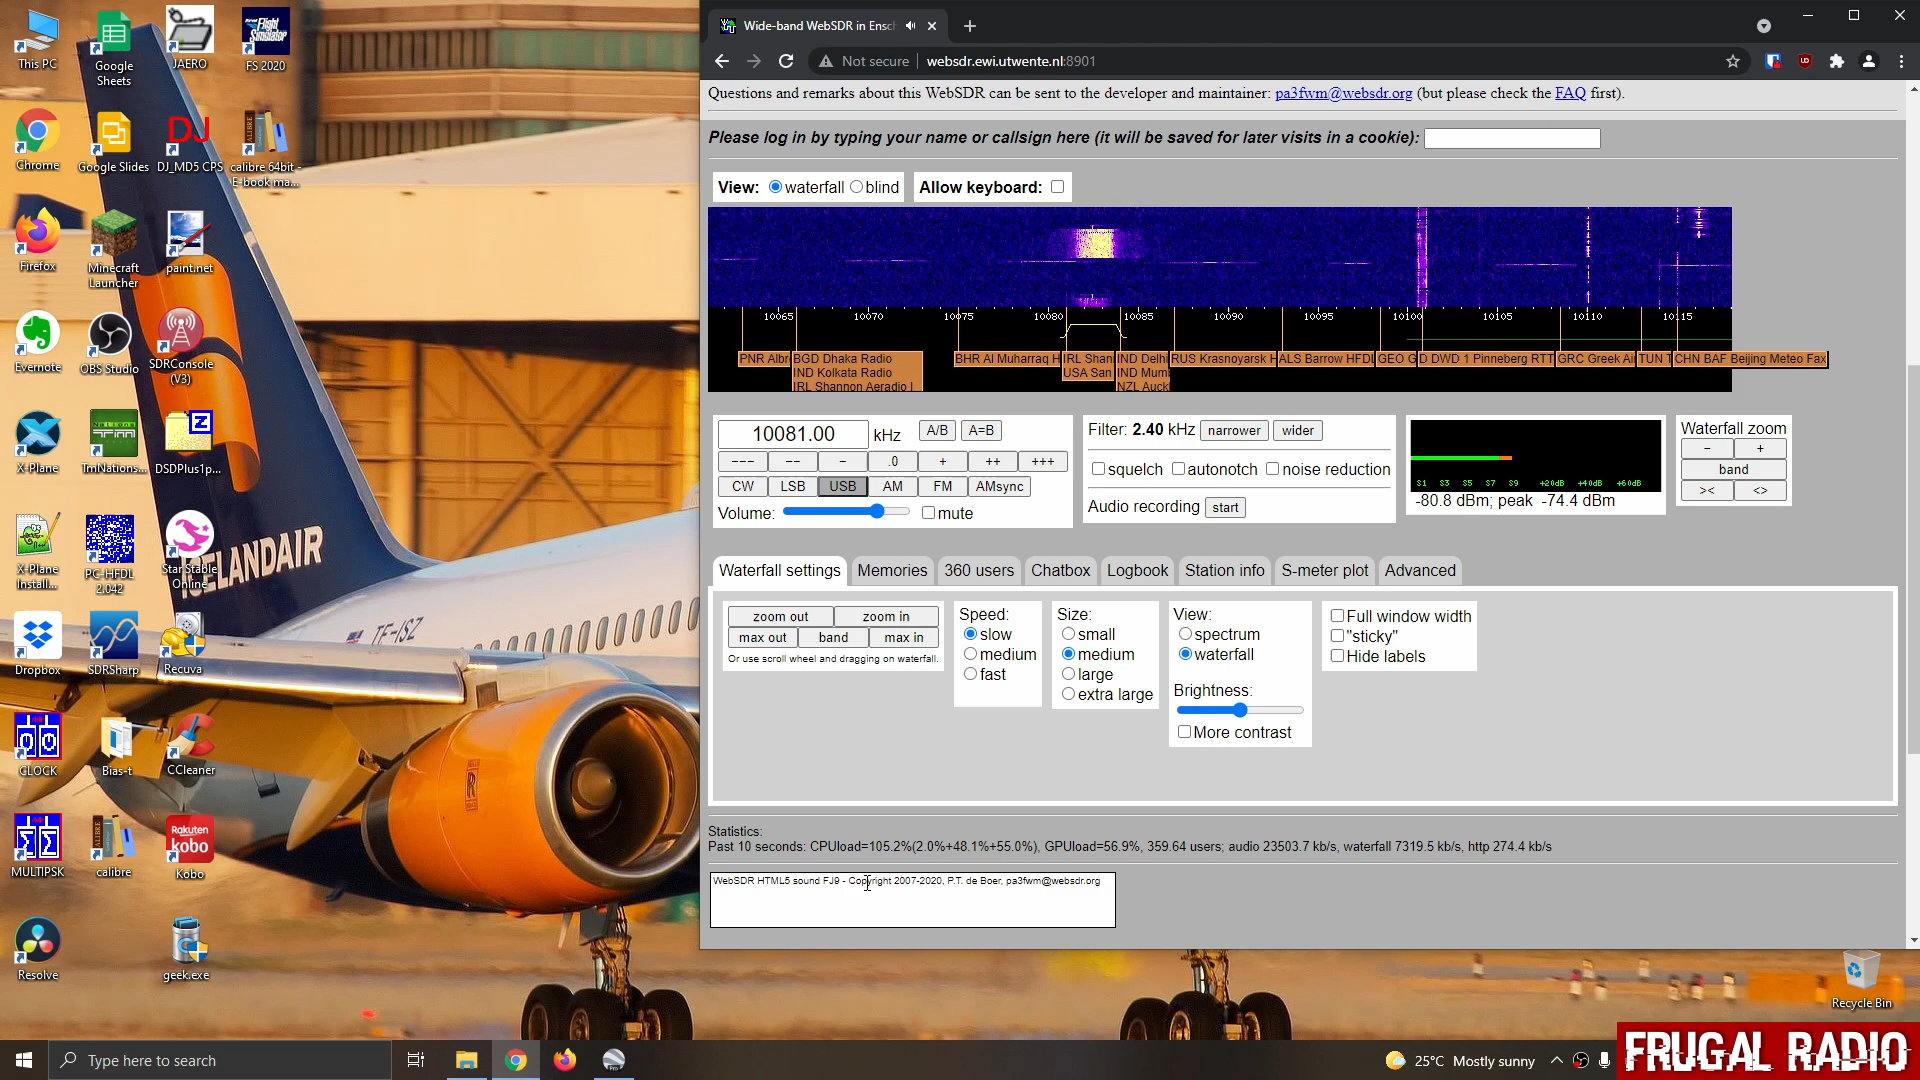 This PC
Google Sheets
JAERO
FS 2020
Chrome
Google Slides
DJ_MD5 CPS
calibre 64bit - E-book ma...
Firefox
Minecraft Launcher
paint.net
Evernote
OBS Studio
SDRConsole (V3)
X-Plane
TmNations...
DSDPlus1p...
X-Plane Install...
PC-HFDL 2.042
Star Stable Online
Dropbox
SDRSharp
Recuva
CLOCK
Bias-t
CCleaner
MULTIPSK
calibre
Rakuten kobo
Kobo
Resolve
geek.exe
Recycle Bin
ICELANDAIR
TF-ISZ
Wide-band WebSDR in Ensc
Not secure
websdr.ewi.utwente.nl:8901
Questions and remarks about this WebSDR can be sent to the developer and maintainer: pa3fwm@websdr.org (but please check the FAQ first).
Please log in by typing your name or callsign here (it will be saved for later visits in a cookie):
View: waterfall blind
Allow keyboard:
10065 10070 10075 10080 10085 10090 10095 10100 10105 10110 10115
PNR Albr
BGD Dhaka Radio
IND Kolkata Radio
IRL Shannon Aeradio I
BHR Al Muharraq H
IRL Shan
USA San
IND Delhi
IND Mum
NZL Auck
RUS Krasnoyarsk H
ALS Barrow HFDL
GEO G
D DWD 1 Pinneberg RTT
GRC Greek Ai
TUN T
CHN BAF Beijing Meteo Fax
10081.00 kHz A/B A=B
--- -- - .0 + ++ +++
CW LSB USB AM FM AMsync
Volume: mute
Filter: 2.40 kHz narrower wider
squelch autonotch noise reduction
Audio recording start
S1 S3 S5 S7 S9 +20dB +40dB +60dB
-80.8 dBm; peak -74.4 dBm
Waterfall zoom
- +
band
>< <>
Waterfall settings Memories 360 users Chatbox Logbook Station info S-meter plot Advanced
zoom out zoom in
max out band max in
Or use scroll wheel and dragging on waterfall.
Speed:
slow
medium
fast
Size:
small
medium
large
extra large
View:
spectrum
waterfall
Brightness:
More contrast
Full window width
"sticky"
Hide labels
Statistics:
Past 10 seconds: CPUload=105.2%(2.0%+48.1%+55.0%), GPUload=56.9%, 359.64 users; audio 23503.7 kb/s, waterfall 7319.5 kb/s, http 274.4 kb/s
WebSDR HTML5 sound FJ9 - Copyright 2007-2020, P.T. de Boer, pa3fwm@websdr.org
Type here to search
25°C Mostly sunny
FRUGAL RADIO